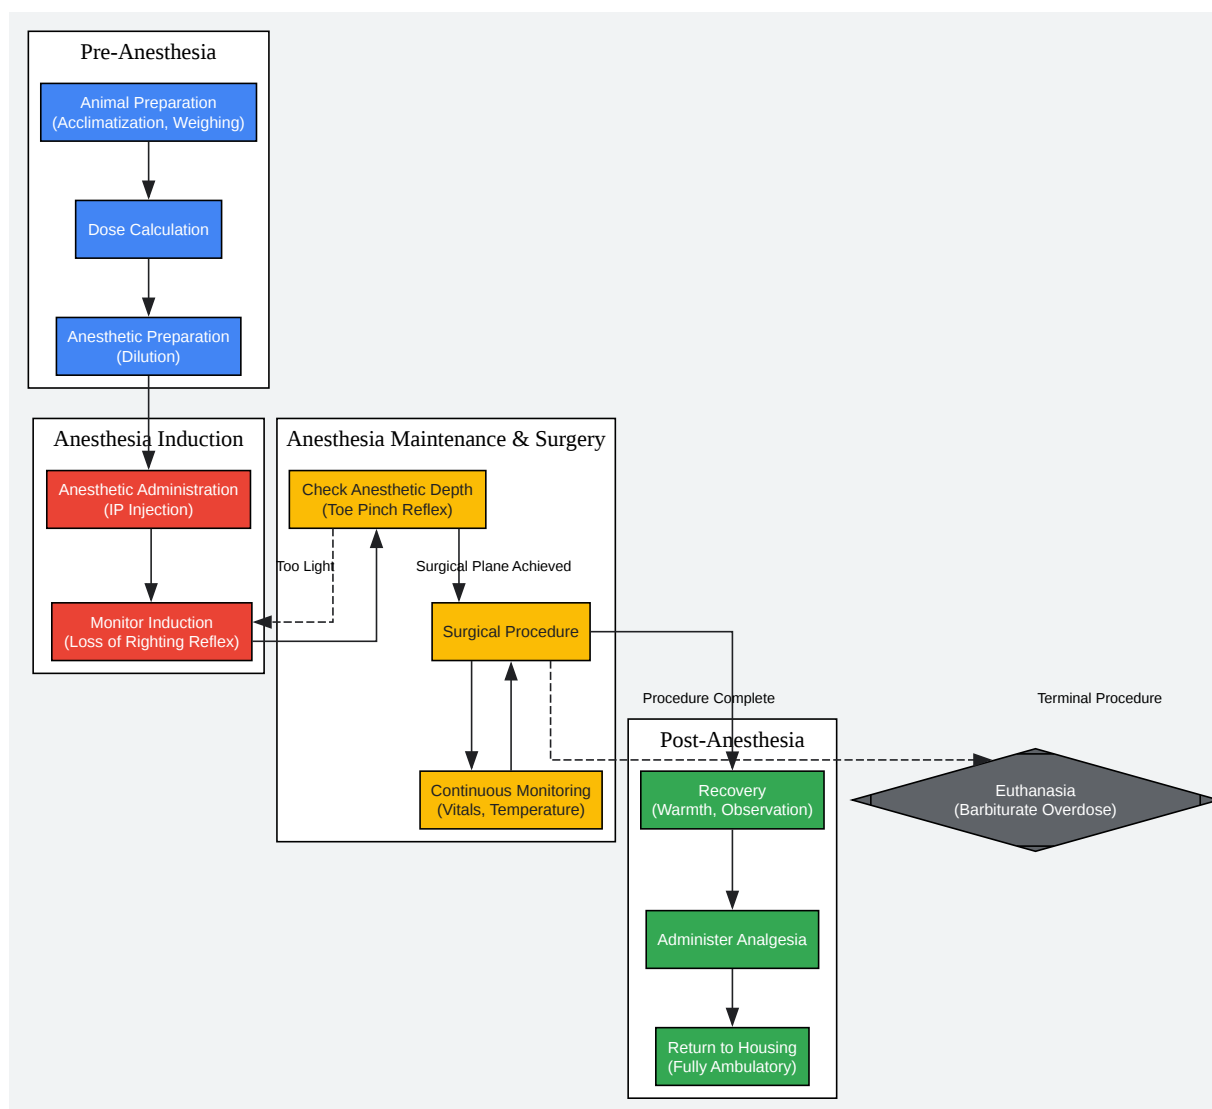 Pre-Anesthesia
Animal Preparation
(Acclimatization, Weighing)
Dose Calculation
Anesthetic Preparation
(Dilution)
Anesthesia Induction
Anesthetic Administration
(IP Injection)
Monitor Induction
(Loss of Righting Reflex)
Anesthesia Maintenance & Surgery
Check Anesthetic Depth
(Toe Pinch Reflex)
Too Light
Surgical Plane Achieved
Surgical Procedure
Continuous Monitoring
(Vitals, Temperature)
Procedure Complete
Terminal Procedure
Post-Anesthesia
Recovery
(Warmth, Observation)
Administer Analgesia
Return to Housing
(Fully Ambulatory)
Euthanasia
(Barbiturate Overdose)